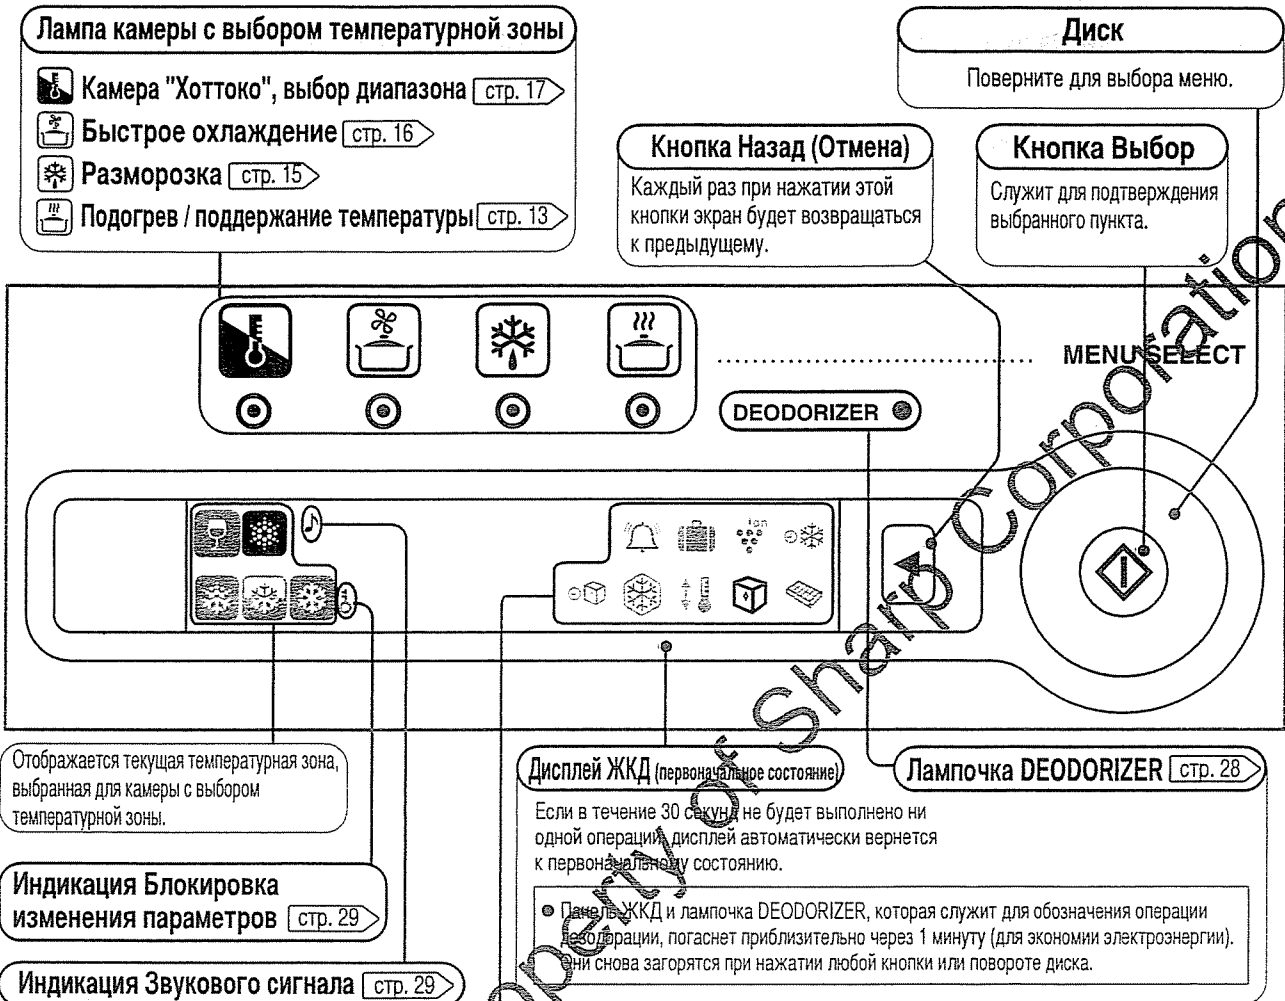 Лампа камеры с выбором температурной зоны
Камера "Хоттоко", выбор диапазона стр. 17
Быстрое охлаждение стр. 16
Разморозка стр. 15
Подогрев / поддержание температуры стр. 13
Диск
Поверните для выбора меню.
Кнопка Назад (Отмена)
Каждый раз при нажатии этой
кнопки экран будет возвращаться
к предыдущему.
Кнопка Выбор
Служит для подтверждения
выбранного пункта.
MENU SELECT
DEODORIZER
Ion
Отображается текущая температурная зона,
выбранная для камеры с выбором
температурной зоны.
Индикация Блокировка
изменения параметров стр. 29
Индикация Звукового сигнала стр. 29
Дисплей ЖКД (первоначальное состояние)
Если в течение 30 секунд не будет выполнено ни
одной операции, дисплей автоматически вернется
к первоначальному состоянию.
● Панель ЖКД и лампочка DEODORIZER, которая служит для обозначения операции
дезодорации, погаснет приблизительно через 1 минуту (для экономии электроэнергии).
Они снова загорятся при нажатии любой кнопки или повороте диска.
Лампочка DEODORIZER стр. 28
operty of Sharp Corporation